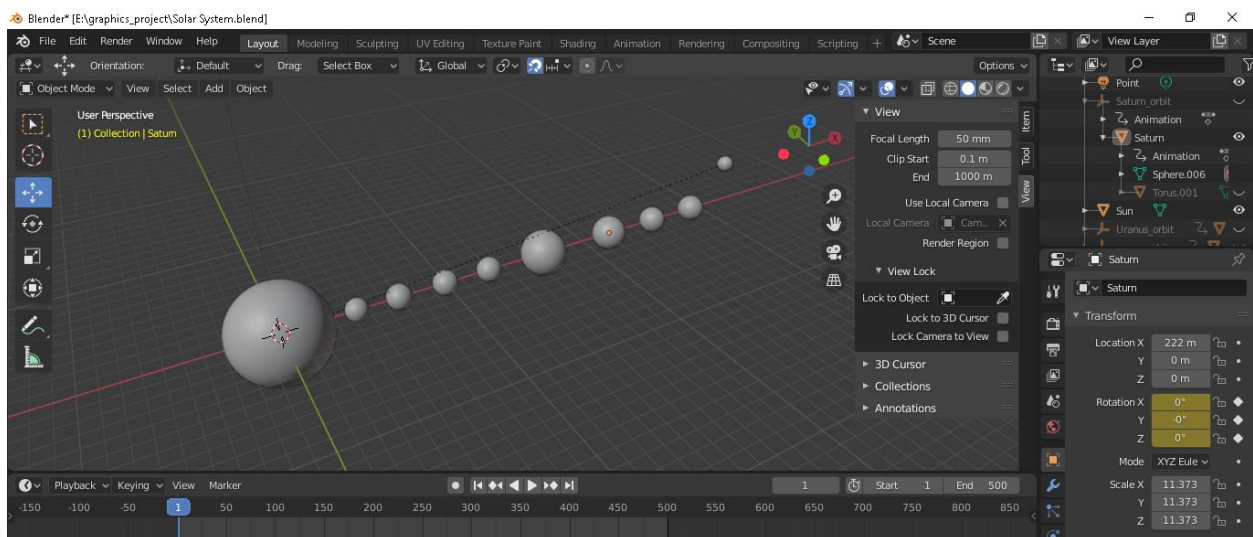 Blender* [E:\graphics_project\Solar System.blend]
File Edit Render Window Help Layout Modeling Sculpting UV Editing Texture Paint Shading Animation Rendering Compositing Scripting + Scene View Layer
Orientation: Default Drag: Select Box Global Options
Object Mode View Select Add Object
User Perspective
(1) Collection | Saturn
Z
Y
X
View
Focal Length 50 mm
Clip Start 0.1 m
End 1000 m
Use Local Camera
Local Camera Cam...
Render Region
View Lock
Lock to Object
Lock to 3D Cursor
Lock Camera to View
3D Cursor
Collections
Annotations
Item
Tool
View
Point
Saturn_orbit
Animation
Saturn
Animation
Sphere.006
Torus.001
Sun
Uranus_orbit
Saturn
Saturn
Transform
Location X 222 m
Y 0 m
Z 0 m
Rotation X 0°
Y -0°
Z 0°
Mode XYZ Eule
Scale X 11.373
Y 11.373
Z 11.373
Playback Keying View Marker 1 Start 1 End 500
-150 -100 -50 1 50 100 150 200 250 300 350 400 450 500 550 600 650 700 750 800 850